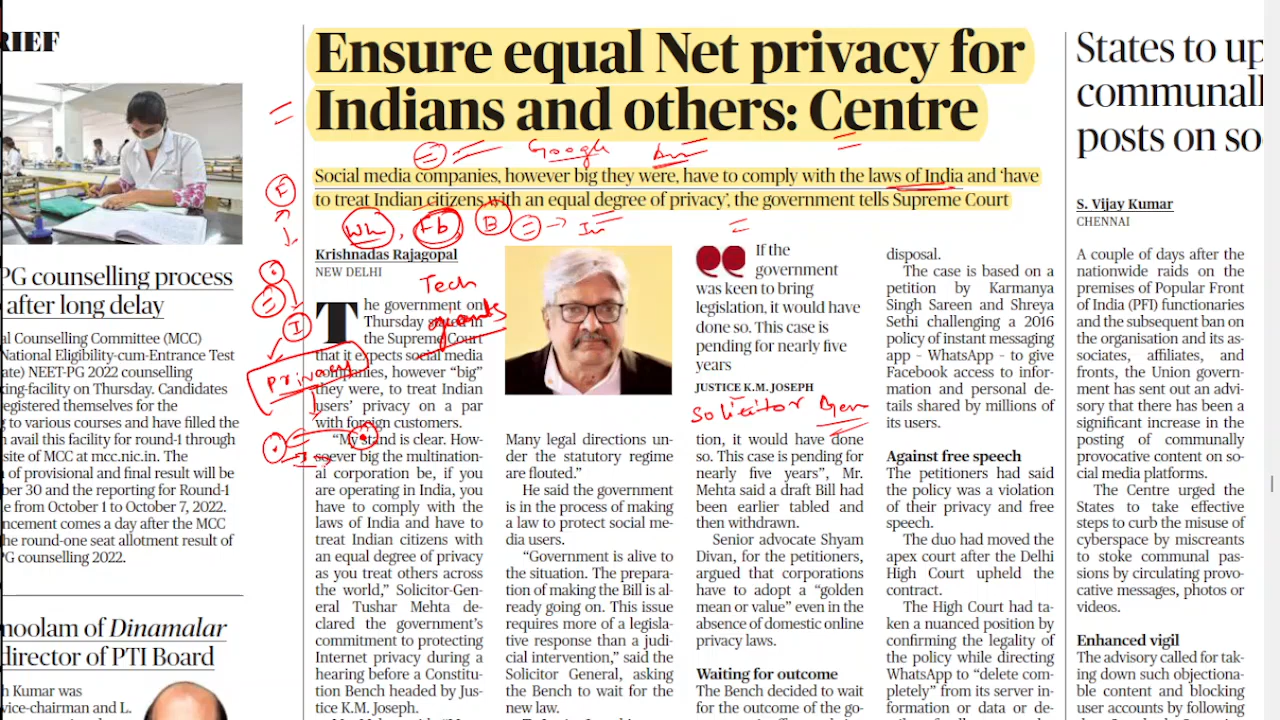 RIEF
PG counselling process
after long delay
al Counselling Committee (MCC)
National Eligibility-cum-Entrance Test
ate) NEET-PG 2022 counselling
king-facility on Thursday. Candidates
egistered themselves for the
g to various courses and have filled the
n avail this facility for round-1 through
site of MCC at mcc.nic.in. The
n of provisional and final result will be
ber 30 and the reporting for Round-1
e from October 1 to October 7, 2022.
ncement comes a day after the MCC
he round-one seat allotment result of
PG counselling 2022.
noolam of Dinamalar
director of PTI Board
h Kumar was
vice-chairman and L.
Ensure equal Net privacy for
Indians and others: Centre
Google
Social media companies, however big they were, have to comply with the laws of India and ‘have
to treat Indian citizens with an equal degree of privacy’, the government tells Supreme Court
Wh, Fb B
E
I
Privacy
Tech
giants
Krishnadas Rajagopal
NEW DELHI
The government on
Thursday in
the Supreme Court
that it expects social media
companies, however “big”
they were, to treat Indian
users’ privacy on a par
with foreign customers.
“My stand is clear. How-
soever big the multination-
al corporation be, if you
are operating in India, you
have to comply with the
laws of India and have to
treat Indian citizens with
an equal degree of privacy
as you treat others across
the world,” Solicitor-Gen-
eral Tushar Mehta de-
clared the government’s
commitment to protecting
Internet privacy during a
hearing before a Constitu-
tion Bench headed by Jus-
tice K.M. Joseph.
Many legal directions un-
der the statutory regime
are flouted.”
He said the government
is in the process of making
a law to protect social me-
dia users.
“Government is alive to
the situation. The prepara-
tion of making the Bill is al-
ready going on. This issue
requires more of a legisla-
tive response than a judi-
cial intervention,” said the
Solicitor General, asking
the Bench to wait for the
new law.
If the
government
was keen to bring
legislation, it would have
done so. This case is
pending for nearly five
years
JUSTICE K.M. JOSEPH
Solicitor Gen
tion, it would have done
so. This case is pending for
nearly five years”, Mr.
Mehta said a draft Bill had
been earlier tabled and
then withdrawn.
Senior advocate Shyam
Divan, for the petitioners,
argued that corporations
have to adopt a “golden
mean or value” even in the
absence of domestic online
privacy laws.
Waiting for outcome
The Bench decided to wait
for the outcome of the go-
disposal.
The case is based on a
petition by Karmanya
Singh Sareen and Shreya
Sethi challenging a 2016
policy of instant messaging
app - WhatsApp - to give
Facebook access to infor-
mation and personal de-
tails shared by millions of
its users.
Against free speech
The petitioners had said
the policy was a violation
of their privacy and free
speech.
The duo had moved the
apex court after the Delhi
High Court upheld the
contract.
The High Court had ta-
ken a nuanced position by
confirming the legality of
the policy while directing
WhatsApp to “delete com-
pletely” from its server in-
formation or data or de-
States to up
communall
posts on so
S. Vijay Kumar
CHENNAI
A couple of days after the
nationwide raids on the
premises of Popular Front
of India (PFI) functionaries
and the subsequent ban on
the organisation and its as-
sociates, affiliates, and
fronts, the Union govern-
ment has sent out an advi-
sory that there has been a
significant increase in the
posting of communally
provocative content on so-
cial media platforms.
The Centre urged the
States to take effective
steps to curb the misuse of
cyberspace by miscreants
to stoke communal pas-
sions by circulating provo-
cative messages, photos or
videos.
Enhanced vigil
The advisory called for tak-
ing down such objectiona-
ble content and blocking
user accounts by following